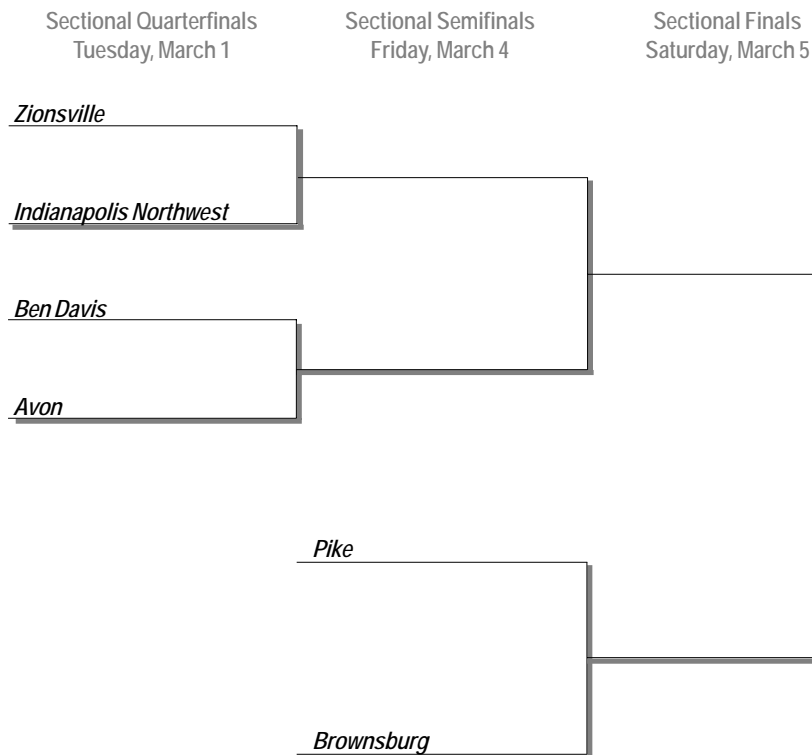 Sectional Quarterfinals
Tuesday, March 1
Sectional Semifinals
Friday, March 4
Sectional Finals
Saturday, March 5
Zionsville
Indianapolis Northwest
Ben Davis
Avon
Pike
Brownsburg